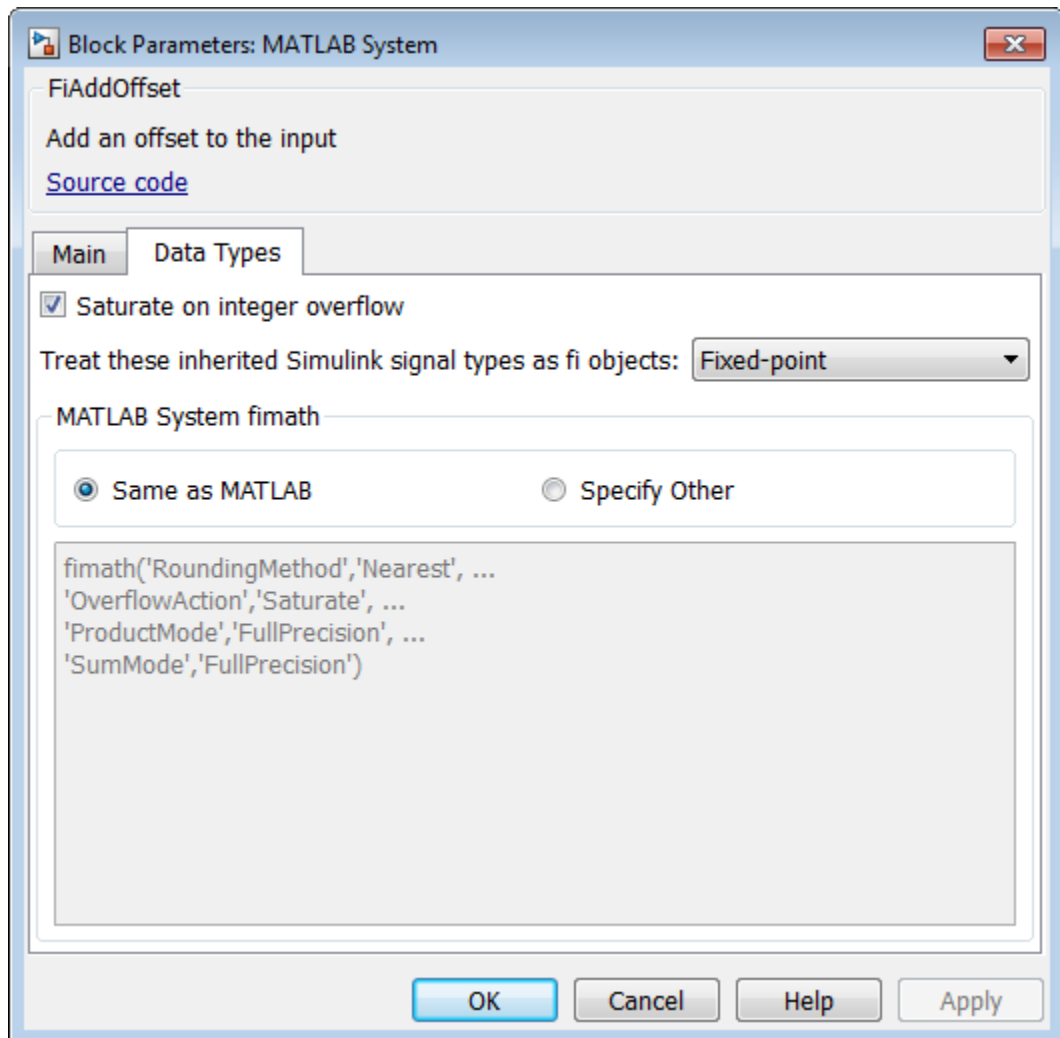 Block Parameters: MATLAB System
FiAddOffset
Add an offset to the input
Source code
Main Data Types
Saturate on integer overflow
Treat these inherited Simulink signal types as fi objects: Fixed-point
MATLAB System fimath
Same as MATLAB Specify Other
fimath('RoundingMethod','Nearest', ...
'OverflowAction','Saturate', ...
'ProductMode','FullPrecision', ...
'SumMode','FullPrecision')
OK Cancel Help Apply